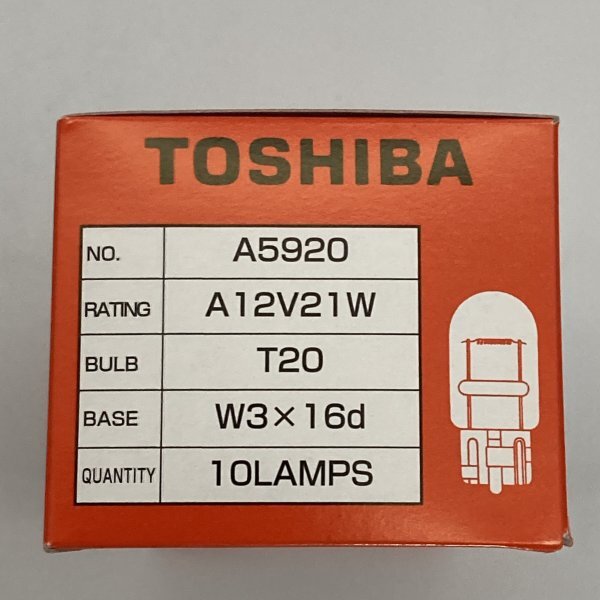 TOSHIBA
NO. A5920
RATING A12V21W
BULB T20
BASE W3×16d
QUANTITY 10LAMPS